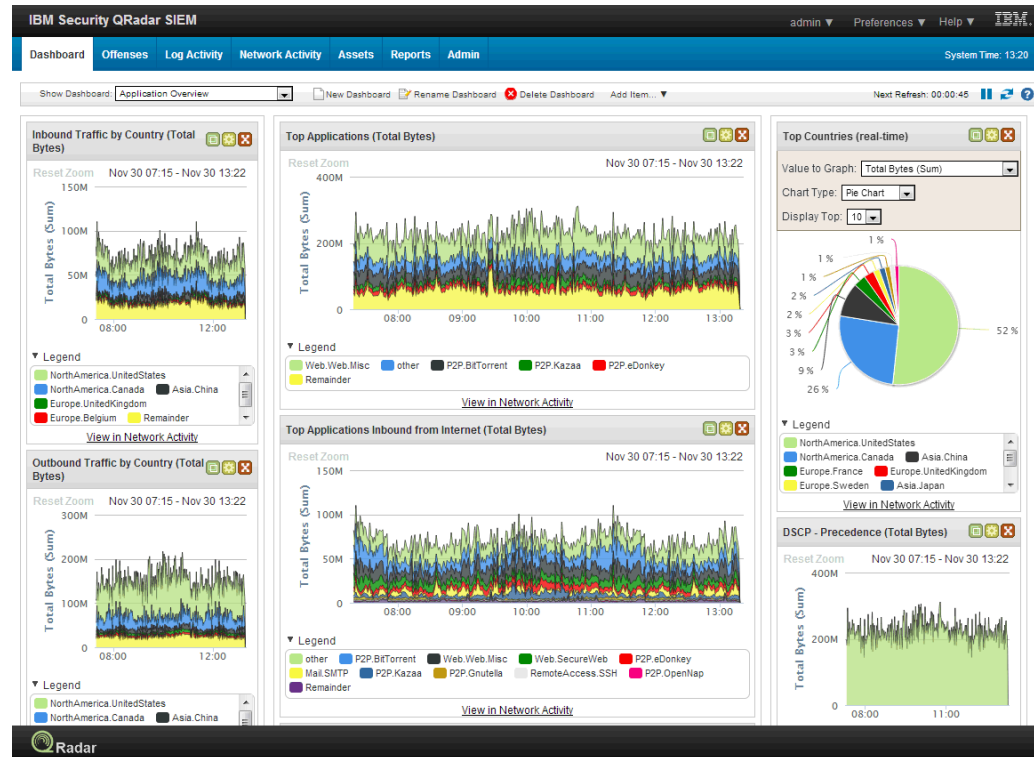 IBM Security QRadar SIEM
admin ▼ Preferences ▼ Help ▼ IBM.
Dashboard Offenses Log Activity Network Activity Assets Reports Admin
System Time: 13:20
Show Dashboard: Application Overview
New Dashboard Rename Dashboard Delete Dashboard Add Item... ▼
Next Refresh: 00:00:45
Inbound Traffic by Country (Total
Bytes)
Reset Zoom Nov 30 07:15 - Nov 30 13:22
150M
100M
50M
0
Total Bytes (Sum)
08:00 12:00
▼ Legend
NorthAmerica.UnitedStates
NorthAmerica.Canada Asia.China
Europe.UnitedKingdom
Europe.Belgium Remainder
View in Network Activity
Outbound Traffic by Country (Total
Bytes)
Reset Zoom Nov 30 07:15 - Nov 30 13:22
300M
200M
100M
0
Total Bytes (Sum)
08:00 12:00
▼ Legend
NorthAmerica.UnitedStates
NorthAmerica.Canada Asia.China
Top Applications (Total Bytes)
Reset Zoom Nov 30 07:15 - Nov 30 13:22
400M
200M
0
Total Bytes (Sum)
08:00 09:00 10:00 11:00 12:00 13:00
▼ Legend
Web.Web.Misc other P2P.BitTorrent P2P.Kazaa P2P.eDonkey
Remainder
View in Network Activity
Top Applications Inbound from Internet (Total Bytes)
Reset Zoom Nov 30 07:15 - Nov 30 13:22
150M
100M
50M
0
Total Bytes (Sum)
08:00 09:00 10:00 11:00 12:00 13:00
▼ Legend
other P2P.BitTorrent Web.Web.Misc Web.SecureWeb P2P.eDonkey
Mail.SMTP P2P.Kazaa P2P.Gnutella RemoteAccess.SSH P2P.OpenNap
Remainder
View in Network Activity
Top Countries (real-time)
Value to Graph: Total Bytes (Sum)
Chart Type: Pie Chart
Display Top: 10
1 %
1 %
1 %
2 %
2 %
3 %
3 %
9 %
26 %
52 %
▼ Legend
NorthAmerica.UnitedStates
NorthAmerica.Canada Asia.China
Europe.France Europe.UnitedKingdom
Europe.Sweden Asia.Japan
View in Network Activity
DSCP - Precedence (Total Bytes)
Reset Zoom Nov 30 07:15 - Nov 30 13:22
400M
200M
0
Total Bytes (Sum)
08:00 11:00
QRadar